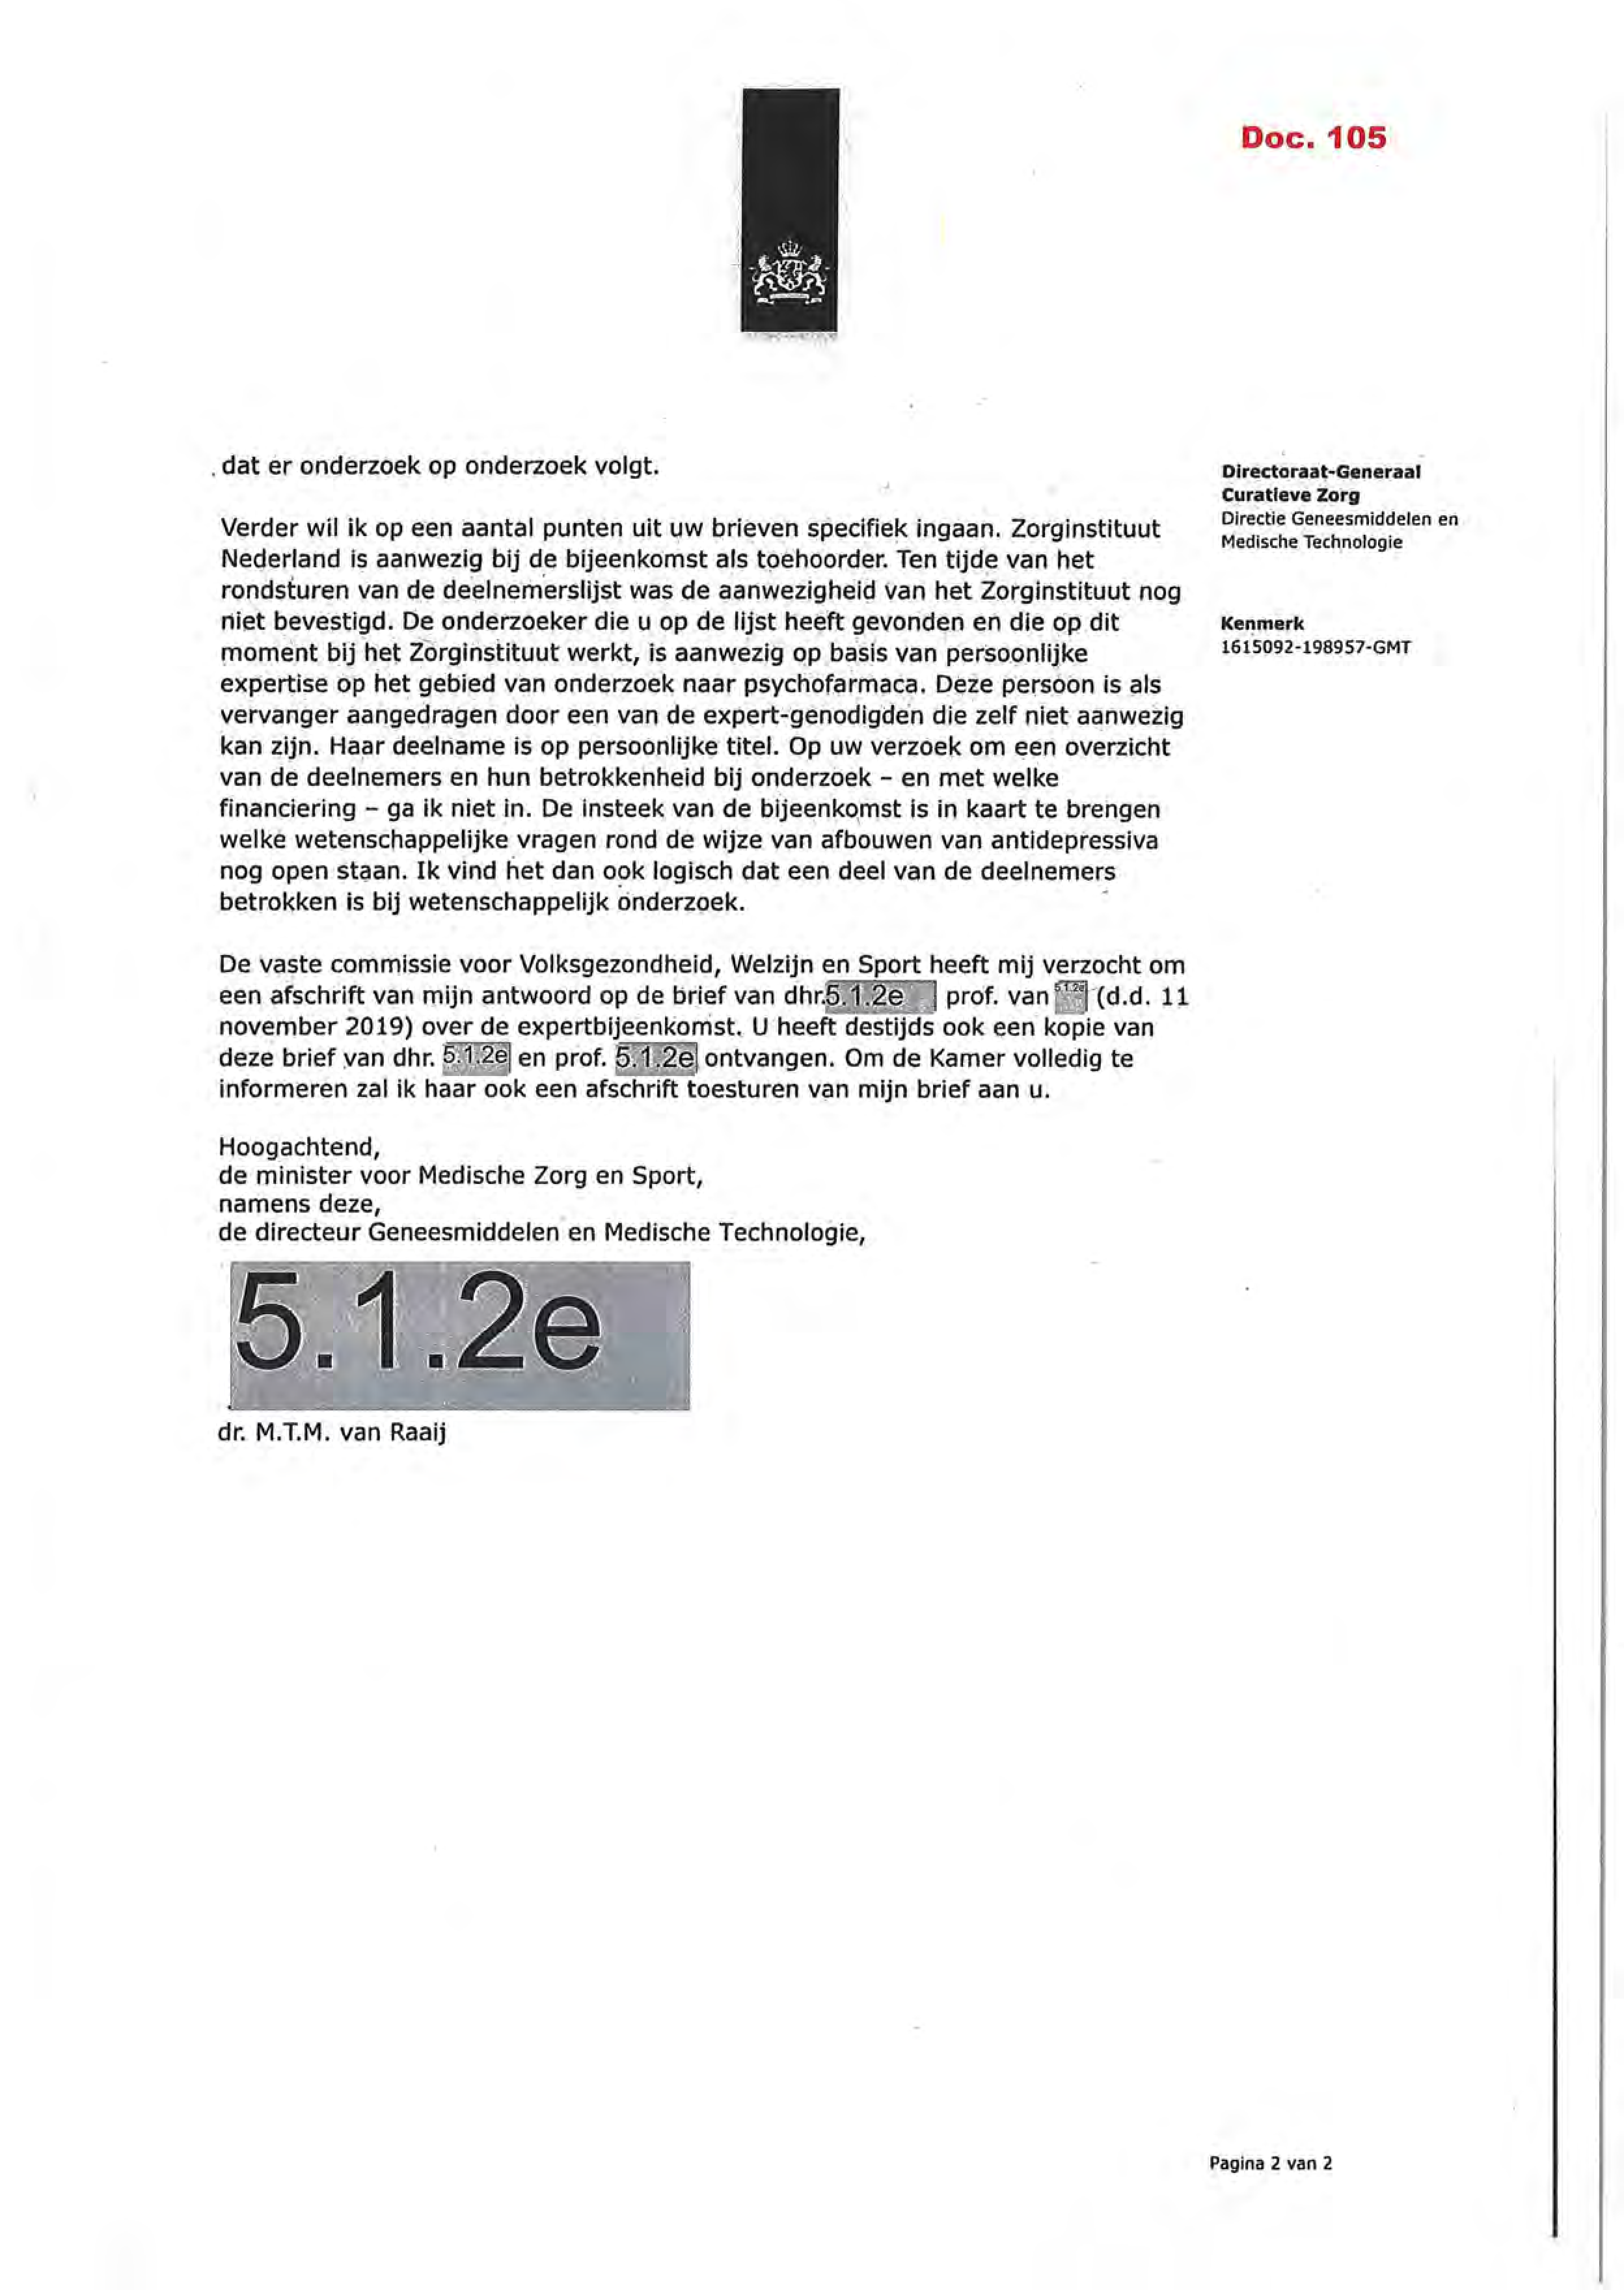 Doc. 105
dat er onderzoek op onderzoek volgt.
Verder wil ik op een aantal punten uit uw brieven specifiek ingaan. Zorginstituut
Nederland is aanwezig bij de bijeenkomst als toehoorder. Ten tijde van het
rondsturen van de deelnemerslijst was de aanwezigheid van het Zorginstituut nog
niet bevestigd. De onderzoeker die u op de lijst heeft gevonden en die op dit
moment bij het Zorginstituut werkt, is aanwezig op basis van persoonlijke
expertise op het gebied van onderzoek naar psychofarmaca. Deze persoon is als
vervanger aangedragen door een van de expert-genodigden die zelf niet aanwezig
kan zijn. Haar deelname is op persoonlijke titel. Op uw verzoek om een overzicht
van de deelnemers en hun betrokkenheid bij onderzoek – en met welke
financiering – ga ik niet in. De insteek van de bijeenkomst is in kaart te brengen
welke wetenschappelijke vragen rond de wijze van afbouwen van antidepressiva
nog open staan. Ik vind het dan ook logisch dat een deel van de deelnemers
betrokken is bij wetenschappelijk onderzoek.
De vaste commissie voor Volksgezondheid, Welzijn en Sport heeft mij verzocht om
een afschrift van mijn antwoord op de brief van dhr. 5.1.2e prof. van 5.1.2e (d.d. 11
november 2019) over de expertbijeenkomst. U heeft destijds ook een kopie van
deze brief van dhr. 5.1.2e en prof. 5.1.2e ontvangen. Om de Kamer volledig te
informeren zal ik haar ook een afschrift toesturen van mijn brief aan u.
Hoogachtend,
de minister voor Medische Zorg en Sport,
namens deze,
de directeur Geneesmiddelen en Medische Technologie,
5.1.2e
dr. M.T.M. van Raaij
Directoraat-Generaal
Curatieve Zorg
Directie Geneesmiddelen en
Medische Technologie
Kenmerk
1615092-198957-GMT
Pagina 2 van 2